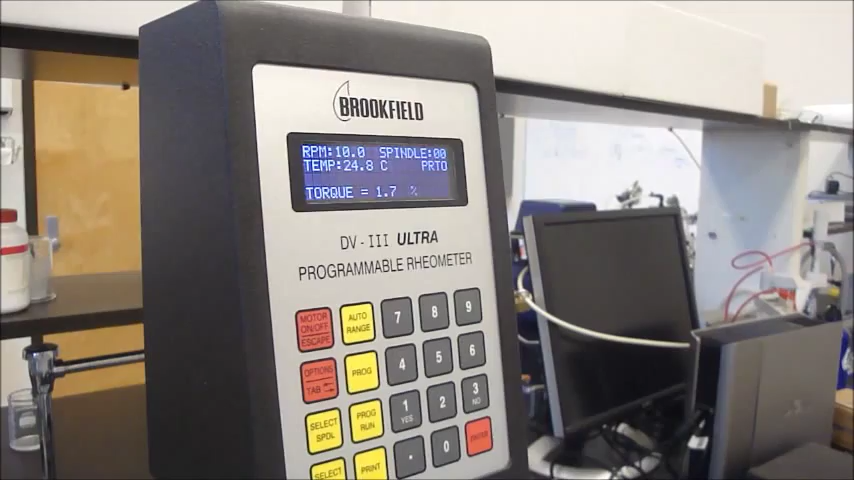 BROOKFIELD
RPM:10.0 SPINDLE:00
TEMP:24.8 C PRTO
TORQUE = 1.7 %
DV-III ULTRA
PROGRAMMABLE RHEOMETER
MOTOR ON/OFF ESCAPE
AUTO RANGE
7
8
9
OPTIONS TAB
PROG
4
5
6
SELECT SPDL
PROG RUN
1 YES
2
3 NO
SELECT
PRINT
.
0
ENTER